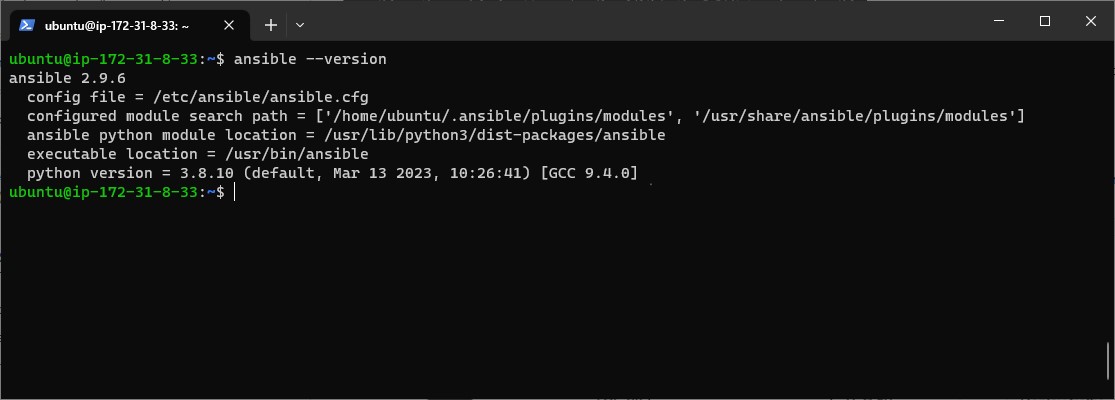 ubuntu@ip-172-31-8-33: ~
ubuntu@ip-172-31-8-33:~$ ansible --version
ansible 2.9.6
  config file = /etc/ansible/ansible.cfg
  configured module search path = ['/home/ubuntu/.ansible/plugins/modules', '/usr/share/ansible/plugins/modules']
  ansible python module location = /usr/lib/python3/dist-packages/ansible
  executable location = /usr/bin/ansible
  python version = 3.8.10 (default, Mar 13 2023, 10:26:41) [GCC 9.4.0]
ubuntu@ip-172-31-8-33:~$